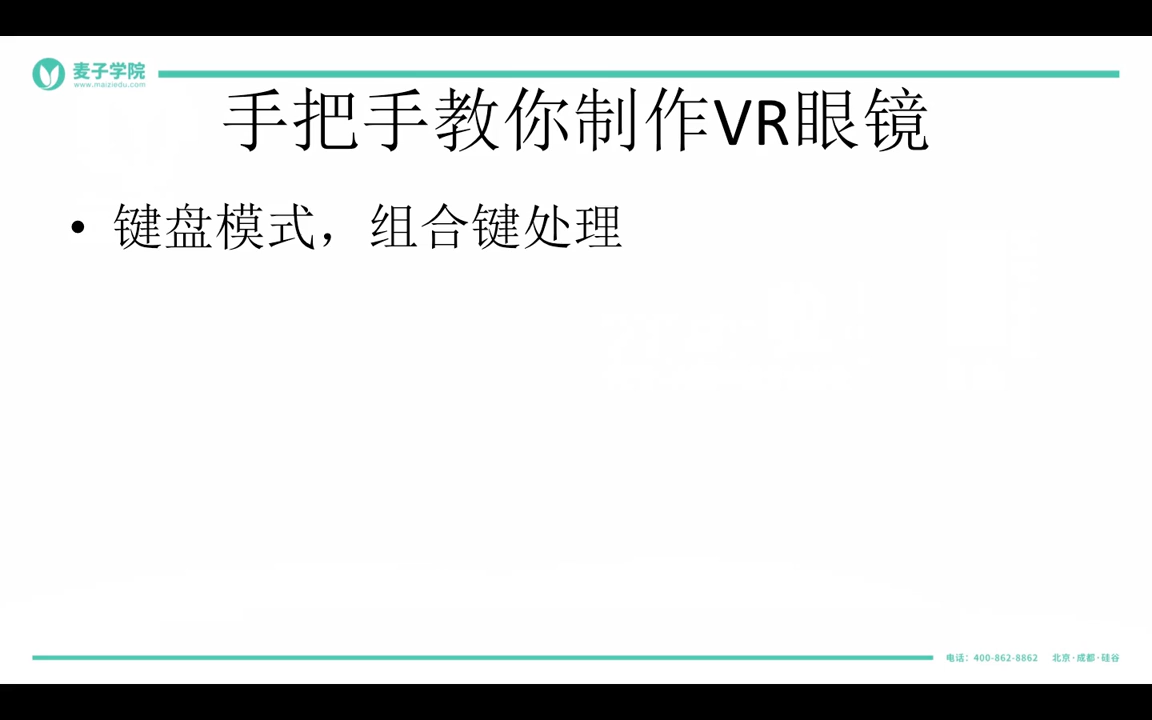 麦子学院
www.maiziedu.com
手把手教你制作VR眼镜
• 键盘模式，组合键处理
电话：400-862-8862 北京·成都·硅谷